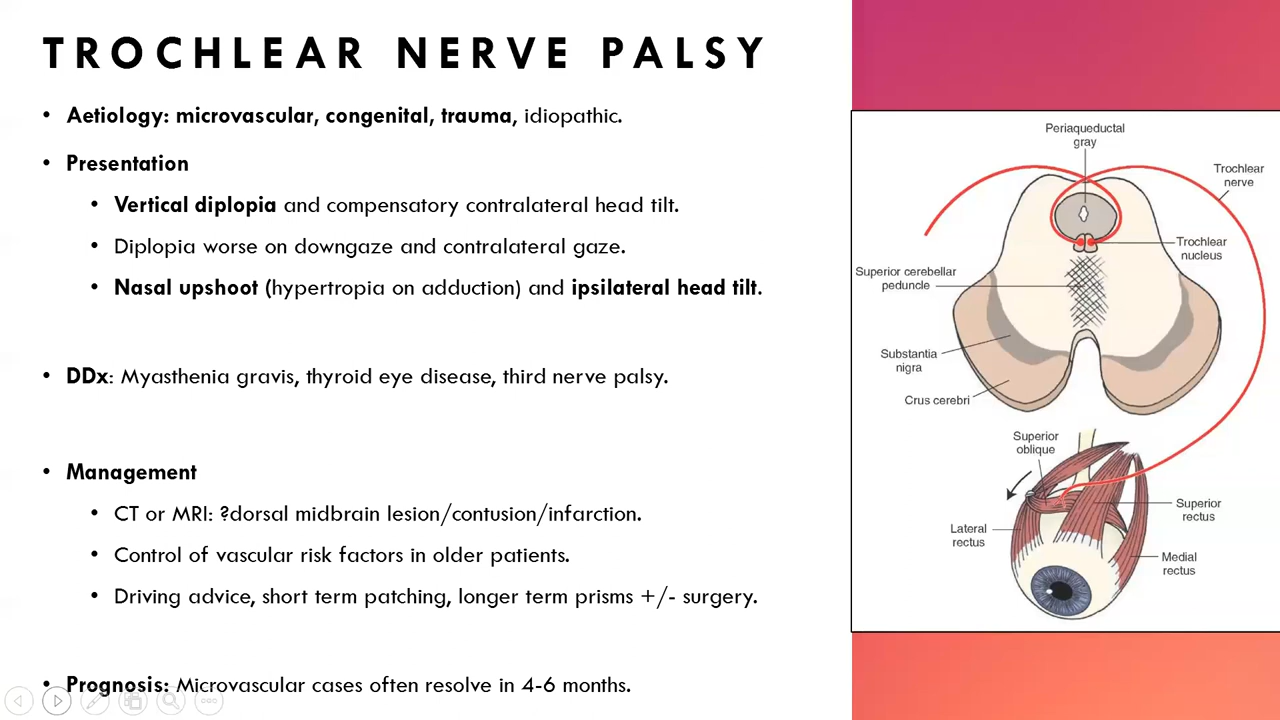 TROCHLEAR NERVE PALSY
• Aetiology: microvascular, congenital, trauma, idiopathic.
• Presentation
• Vertical diplopia and compensatory contralateral head tilt.
• Diplopia worse on downgaze and contralateral gaze.
• Nasal upshoot (hypertropia on adduction) and ipsilateral head tilt.
• DDx: Myasthenia gravis, thyroid eye disease, third nerve palsy.
• Management
• CT or MRI: ?dorsal midbrain lesion/contusion/infarction.
• Control of vascular risk factors in older patients.
• Driving advice, short term patching, longer term prisms +/- surgery.
• Prognosis: Microvascular cases often resolve in 4-6 months.
Periaqueductal
gray
Trochlear
nerve
Trochlear
nucleus
Superior cerebellar
peduncle
Substantia
nigra
Crus cerebri
Superior
oblique
Superior
rectus
Lateral
rectus
Medial
rectus